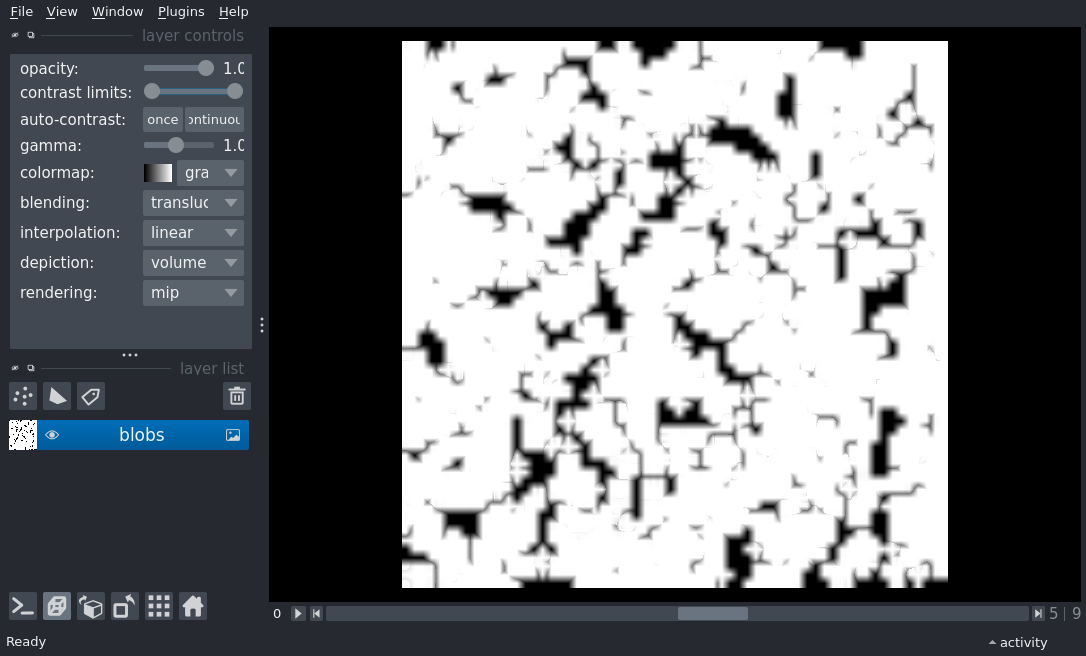 File View Window Plugins Help
layer controls
opacity: 1.0
contrast limits:
auto-contrast: once ontinuou
gamma: 1.0
colormap: gra
blending: transluc
interpolation: linear
depiction: volume
rendering: mip
layer list
blobs
0 5 | 9
Ready activity